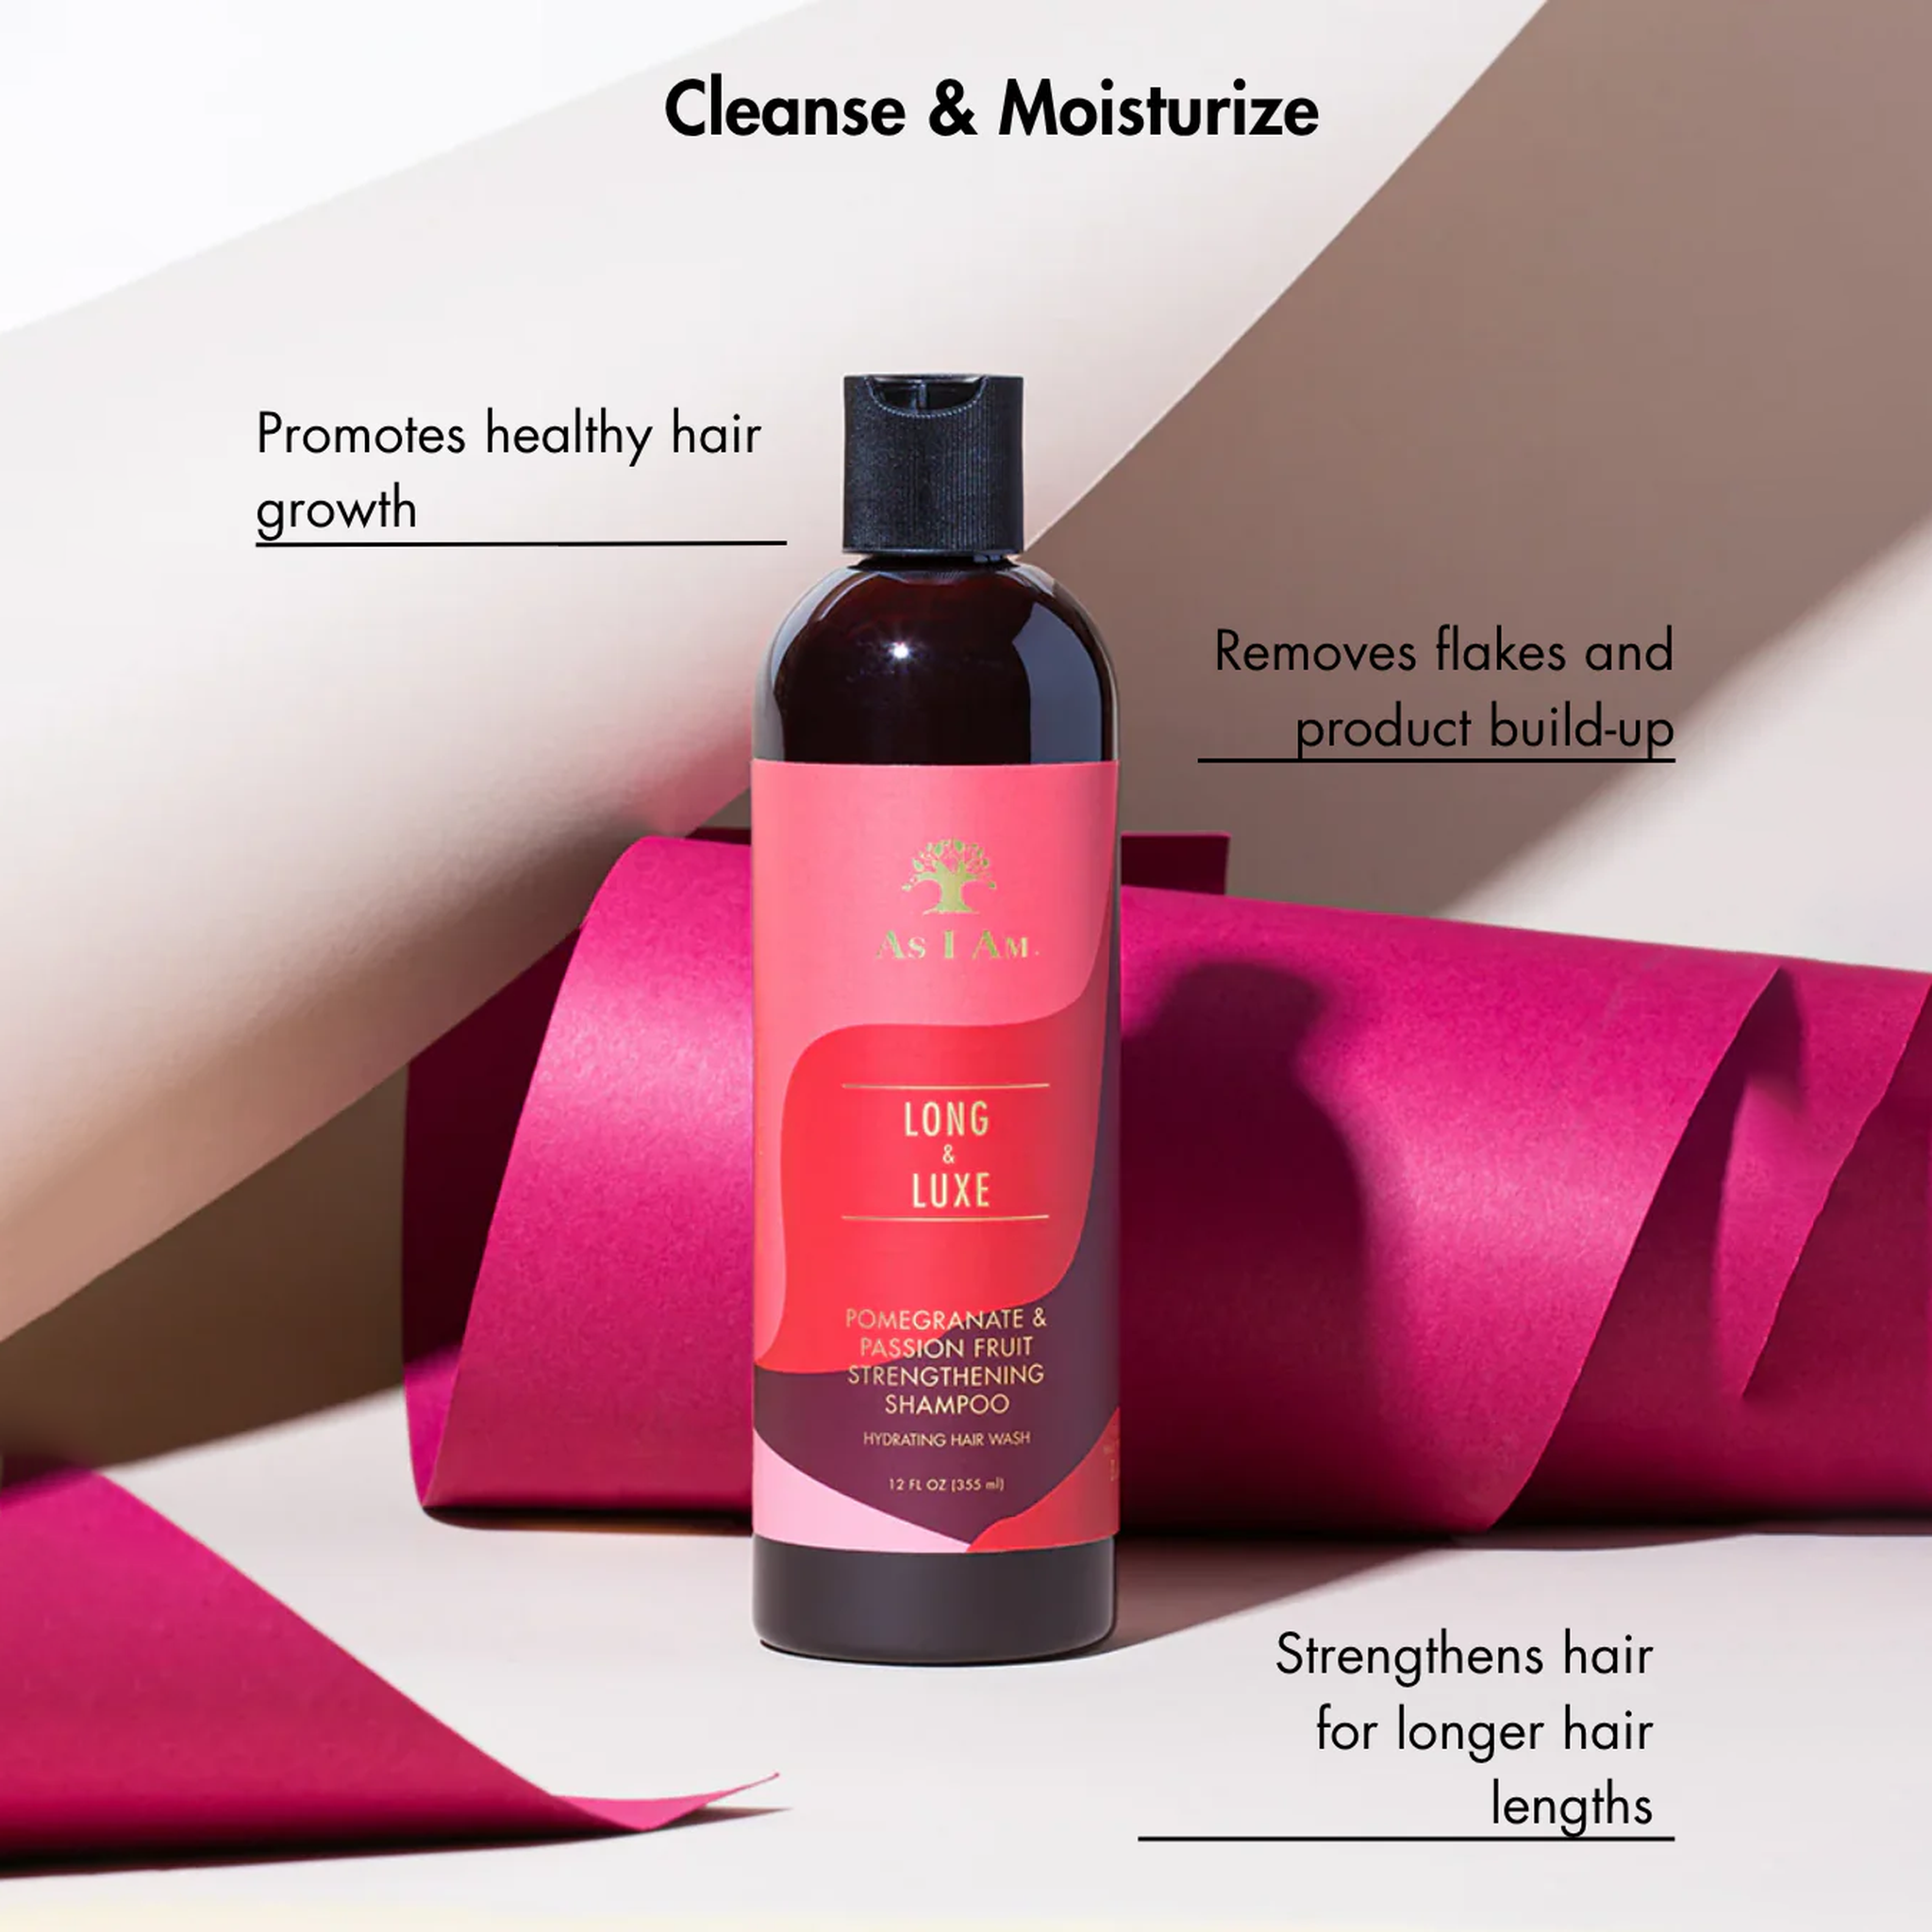 Cleanse & Moisturize
Promotes healthy hair
growth
Removes flakes and
product build-up
AS I AM.
LONG
&
LUXE
POMEGRANATE &
PASSION FRUIT
STRENGTHENING
SHAMPOO
HYDRATING HAIR WASH
12 FL OZ (355 ml)
Strengthens hair
for longer hair
lengths